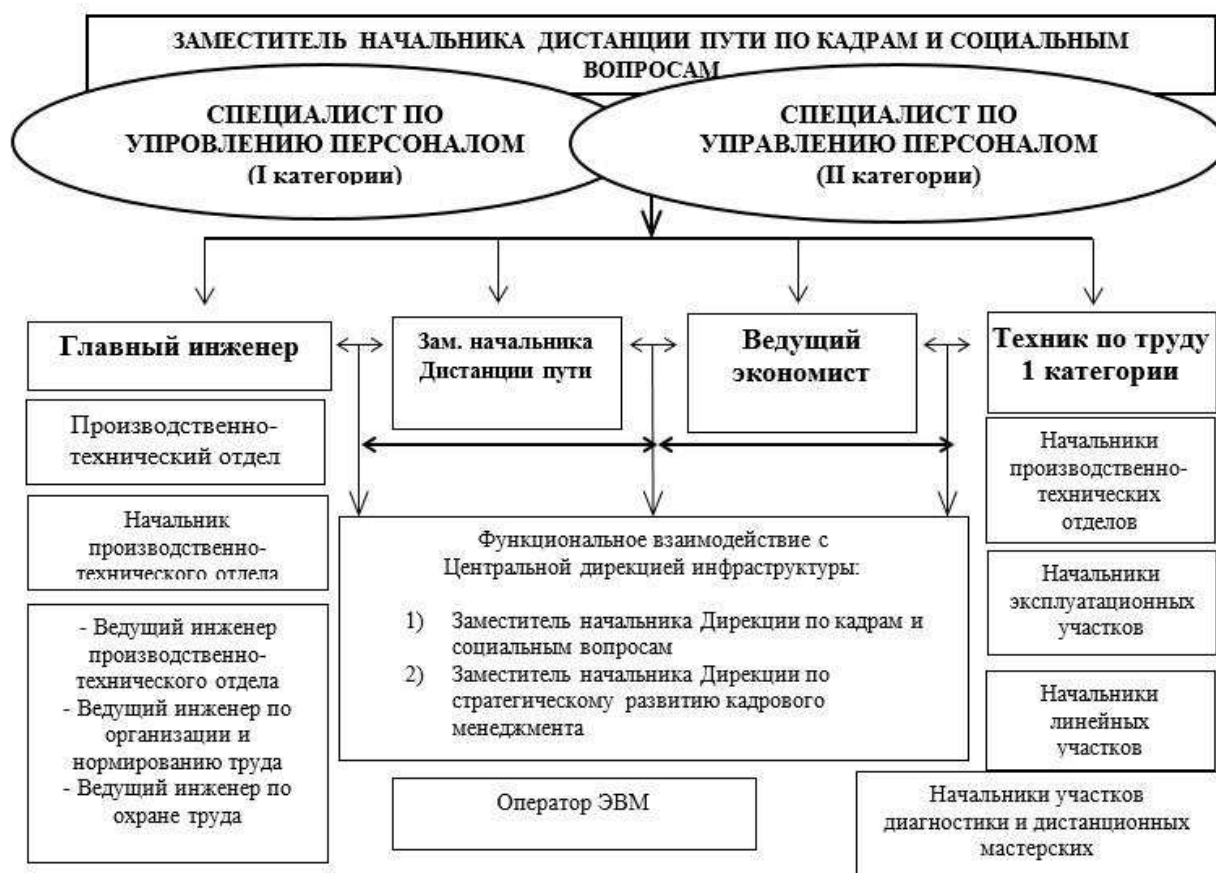 ЗАМЕСТИТЕЛЬ НАЧАЛЬНИКА ДИСТАНЦИИ ПУТИ ПО КАДРАМ И СОЦИАЛЬНЫМ
ВОПРОСАМ
СПЕЦИАЛИСТ ПО
УПРОВЛЕНИЮ ПЕРСОНАЛОМ
(I категории)
СПЕЦИАЛИСТ ПО
УПРАВЛЕНИЮ ПЕРСОНАЛОМ
(II категории)
Главный инженер
Зам. начальника
Дистанции пути
Ведущий
экономист
Техник по труду
1 категории
Производственно-
технический отдел
Начальник
производственно-
технического отдела
- Ведущий инженер
производственно-
технического отдела
- Ведущий инженер по
организации и
нормированию труда
- Ведущий инженер по
охране труда
Функциональное взаимодействие с
Центральной дирекцией инфраструктуры:
1) Заместитель начальника Дирекции по кадрам и
социальным вопросам
2) Заместитель начальника Дирекции по
стратегическому развитию кадрового
менеджмента
Оператор ЭВМ
Начальники
производственно-
технических
отделов
Начальники
эксплуатационных
участков
Начальники
линейных
участков
Начальники участков
диагностики и дистанционных
мастерских